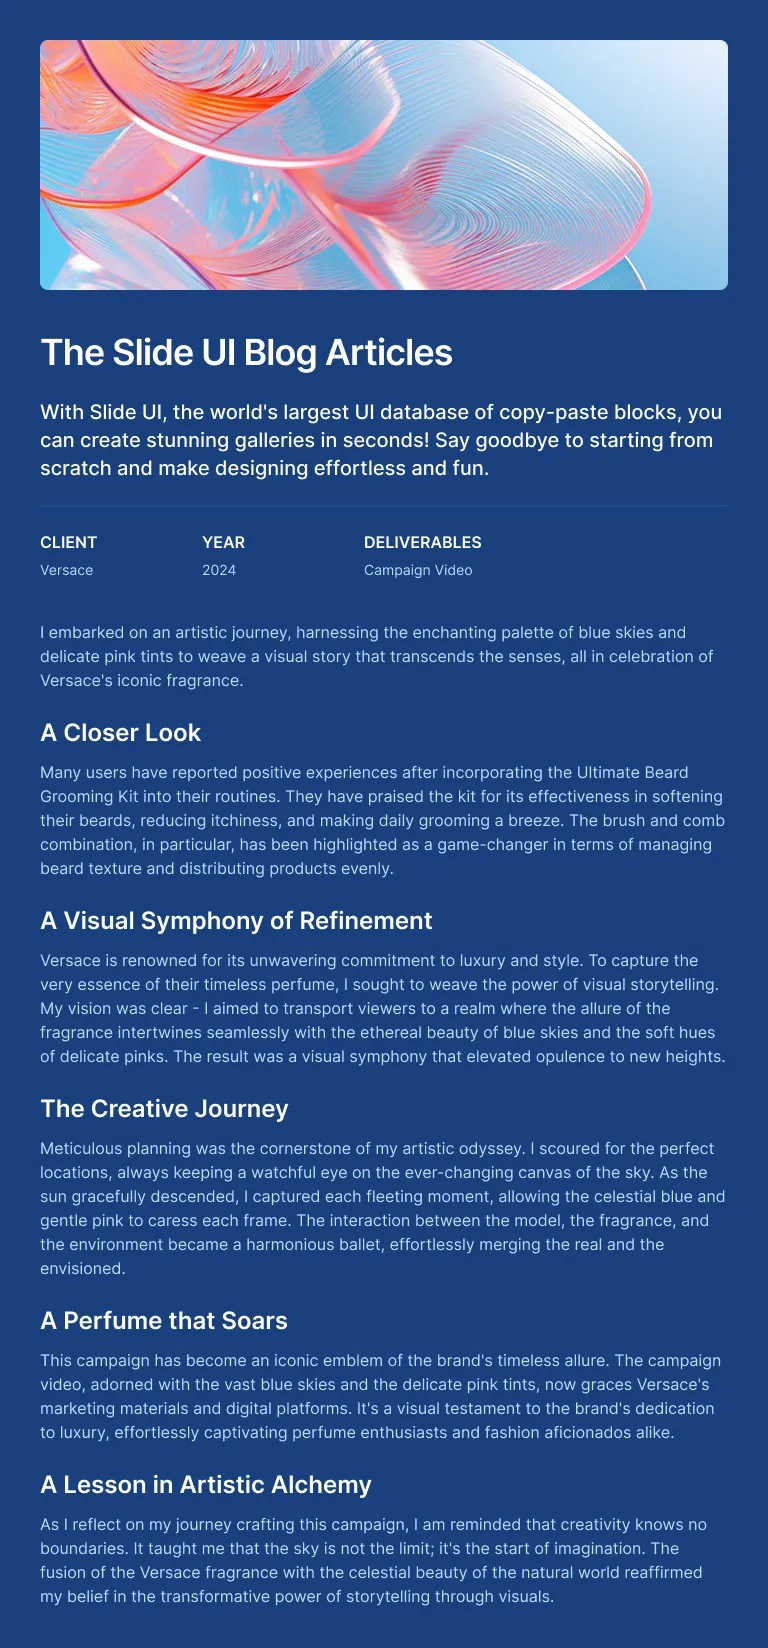 The Slide UI Blog Articles
With Slide UI, the world's largest UI database of copy-paste blocks, you
can create stunning galleries in seconds! Say goodbye to starting from
scratch and make designing effortless and fun.
CLIENT YEAR DELIVERABLES
Versace 2024 Campaign Video
I embarked on an artistic journey, harnessing the enchanting palette of blue skies and
delicate pink tints to weave a visual story that transcends the senses, all in celebration of
Versace's iconic fragrance.
A Closer Look
Many users have reported positive experiences after incorporating the Ultimate Beard
Grooming Kit into their routines. They have praised the kit for its effectiveness in softening
their beards, reducing itchiness, and making daily grooming a breeze. The brush and comb
combination, in particular, has been highlighted as a game-changer in terms of managing
beard texture and distributing products evenly.
A Visual Symphony of Refinement
Versace is renowned for its unwavering commitment to luxury and style. To capture the
very essence of their timeless perfume, I sought to weave the power of visual storytelling.
My vision was clear - I aimed to transport viewers to a realm where the allure of the
fragrance intertwines seamlessly with the ethereal beauty of blue skies and the soft hues
of delicate pinks. The result was a visual symphony that elevated opulence to new heights.
The Creative Journey
Meticulous planning was the cornerstone of my artistic odyssey. I scoured for the perfect
locations, always keeping a watchful eye on the ever-changing canvas of the sky. As the
sun gracefully descended, I captured each fleeting moment, allowing the celestial blue and
gentle pink to caress each frame. The interaction between the model, the fragrance, and
the environment became a harmonious ballet, effortlessly merging the real and the
envisioned.
A Perfume that Soars
This campaign has become an iconic emblem of the brand's timeless allure. The campaign
video, adorned with the vast blue skies and the delicate pink tints, now graces Versace's
marketing materials and digital platforms. It's a visual testament to the brand's dedication
to luxury, effortlessly captivating perfume enthusiasts and fashion aficionados alike.
A Lesson in Artistic Alchemy
As I reflect on my journey crafting this campaign, I am reminded that creativity knows no
boundaries. It taught me that the sky is not the limit; it's the start of imagination. The
fusion of the Versace fragrance with the celestial beauty of the natural world reaffirmed
my belief in the transformative power of storytelling through visuals.